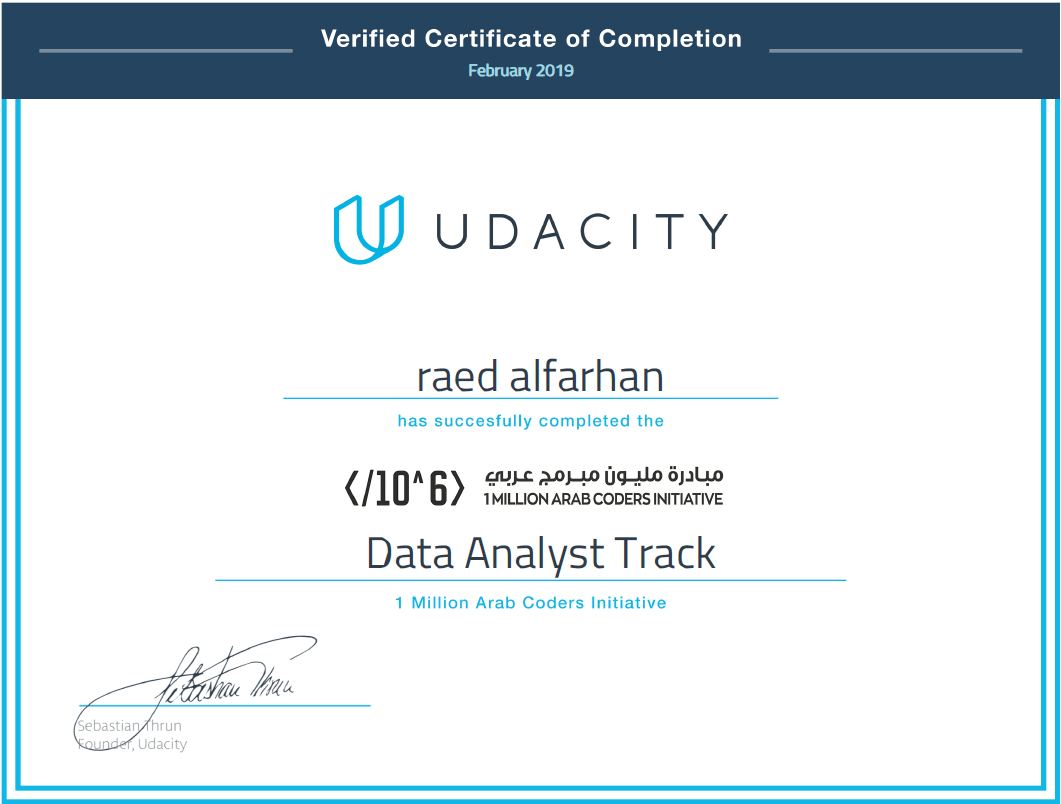 Verified Certificate of Completion
February 2019
UDACITY
raed alfarhan
has succesfully completed the
</10^6>
مبادرة مليون مبرمج عربي
1 MILLION ARAB CODERS INITIATIVE
Data Analyst Track
1 Million Arab Coders Initiative
Sebastian Thrun
Sebastian Thrun
Founder, Udacity